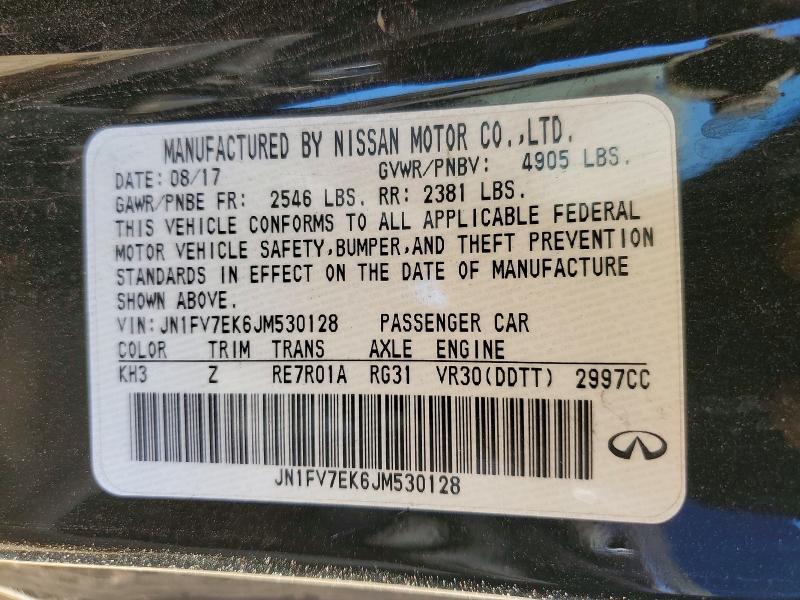 MANUFACTURED BY NISSAN MOTOR CO.,LTD.
DATE: 08/17 GVWR/PNBV: 4905 LBS.
GAWR/PNBE FR: 2546 LBS. RR: 2381 LBS.
THIS VEHICLE CONFORMS TO ALL APPLICABLE FEDERAL
MOTOR VEHICLE SAFETY,BUMPER,AND THEFT PREVENTION
STANDARDS IN EFFECT ON THE DATE OF MANUFACTURE
SHOWN ABOVE.
VIN: JN1FV7EK6JM530128 PASSENGER CAR
COLOR TRIM TRANS AXLE ENGINE
KH3 Z RE7R01A RG31 VR30(DDTT) 2997CC
JN1FV7EK6JM530128